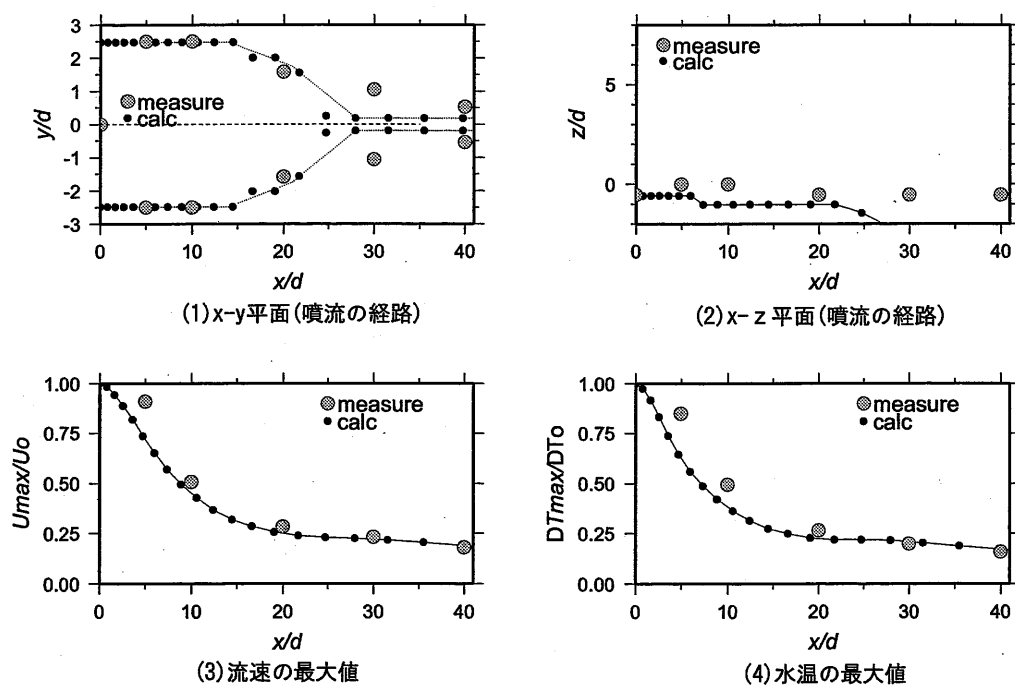 3
2
1
0
-1
-2
-3
y/d
measure
calc
0 10 20 30 40
x/d
(1)x-y平面(噴流の経路)
5
0
z/d
measure
calc
0 10 20 30 40
x/d
(2)x-z平面(噴流の経路)
1.00
0.75
0.50
0.25
0.00
Umax/Uo
measure
calc
0 10 20 30 40
x/d
(3)流速の最大値
1.00
0.75
0.50
0.25
0.00
DTmax/DTo
measure
calc
0 10 20 30 40
x/d
(4)水温の最大値